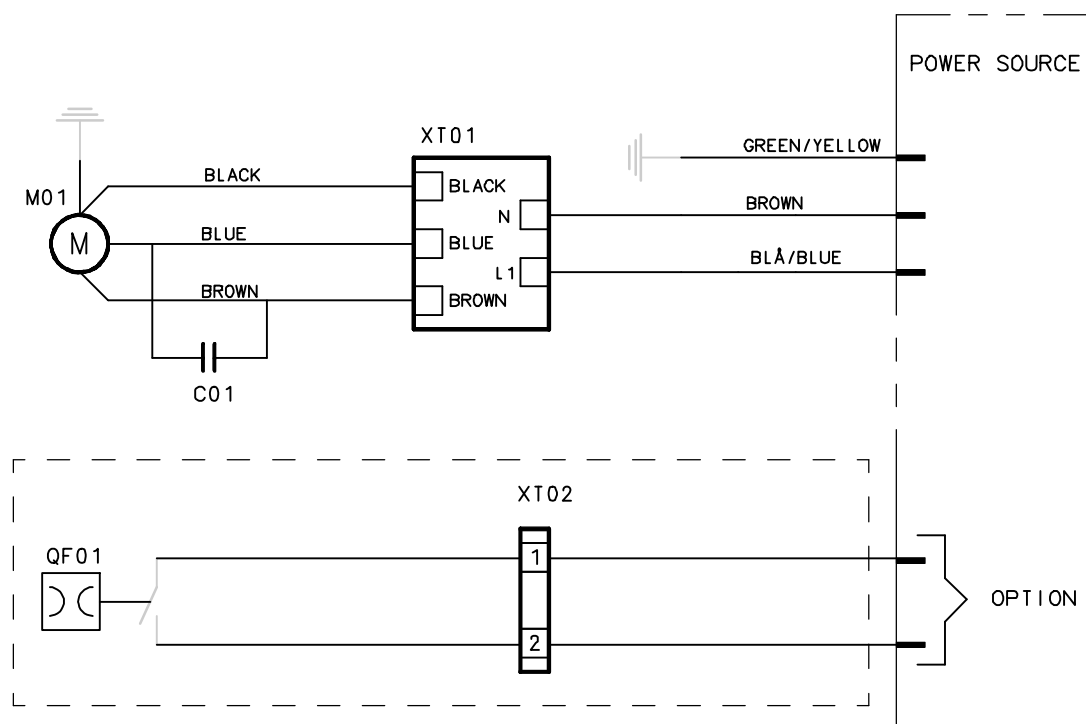 POWER SOURCE
XT01
GREEN/YELLOW
BLACK
BLACK
M01
BROWN
N
M
BLUE
BLUE
BLÅ/BLUE
L1
BROWN
BROWN
C01
XT02
QF01
1
OPTION
2